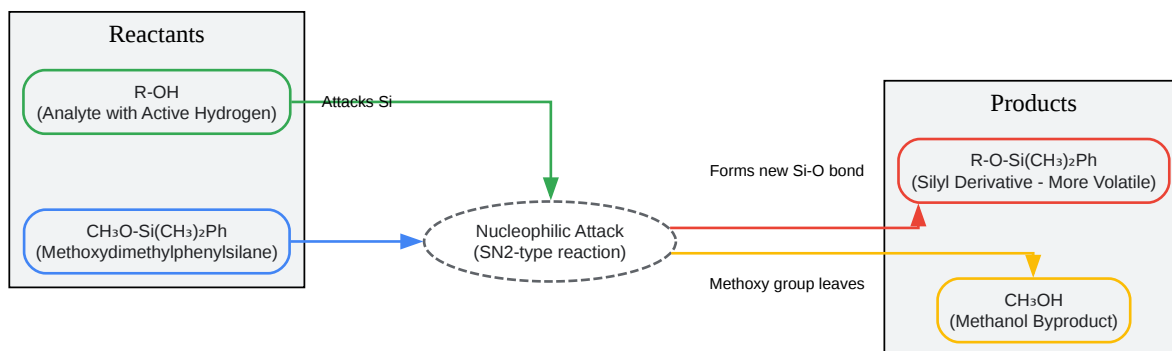 Reactants
R-OH
(Analyte with Active Hydrogen)
Attacks Si
CH₃O-Si(CH₃)₂Ph
(Methoxydimethylphenylsilane)
Nucleophilic Attack
(SN2-type reaction)
Forms new Si-O bond
Methoxy group leaves
Products
R-O-Si(CH₃)₂Ph
(Silyl Derivative - More Volatile)
CH₃OH
(Methanol Byproduct)